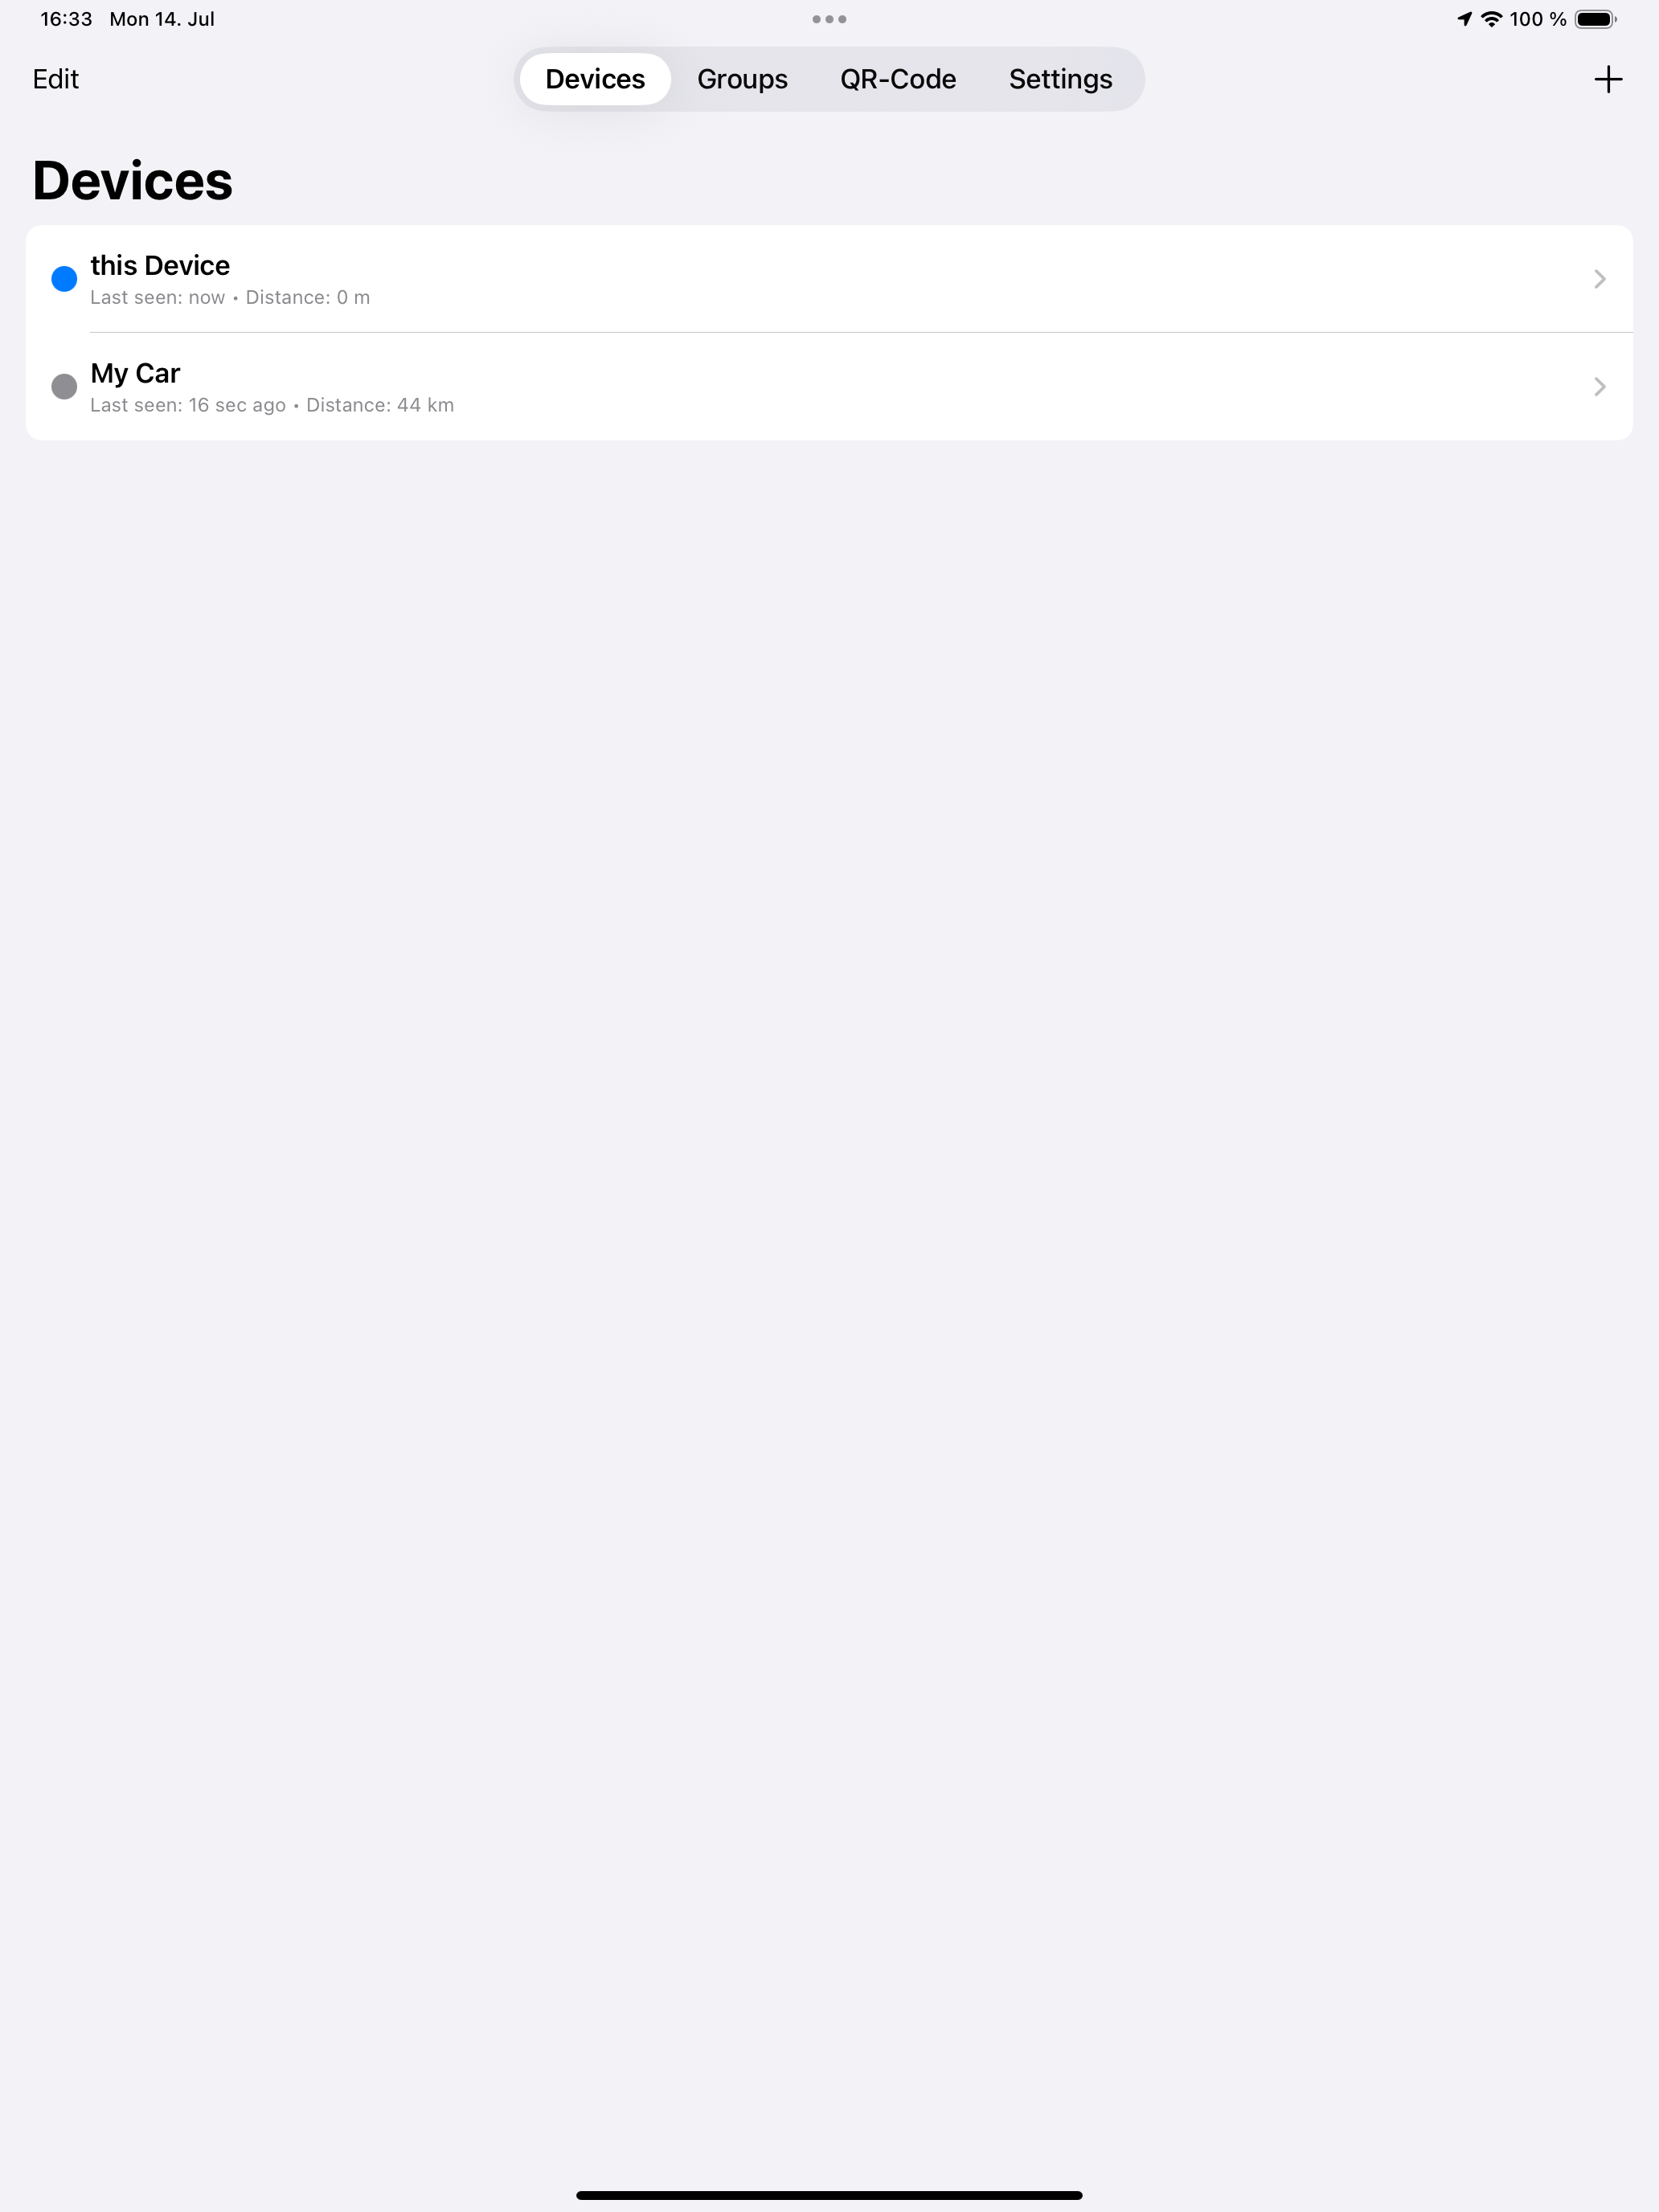 16:33 Mon 14. Jul
100 %
Edit
Devices Groups QR-Code Settings
Devices
this Device
Last seen: now • Distance: 0 m
My Car
Last seen: 16 sec ago • Distance: 44 km